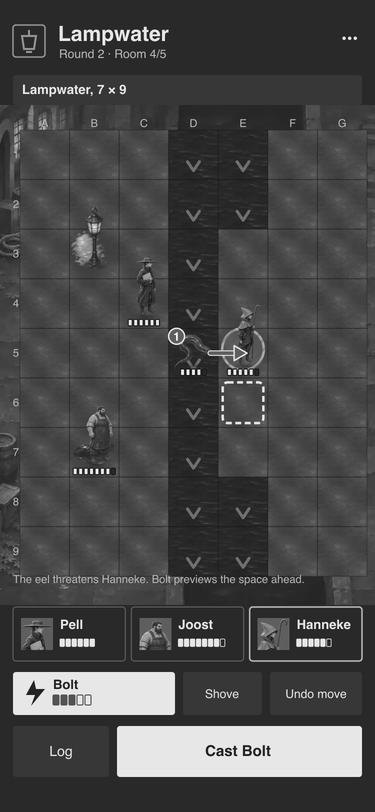 Lampwater
Round 2 · Room 4/5
Lampwater, 7 × 9
A B C D E F G
2
3
4
1
5
6
7
8
9
The eel threatens Hanneke. Bolt previews the space ahead.
Pell
Joost
Hanneke
Bolt
Shove
Undo move
Log
Cast Bolt